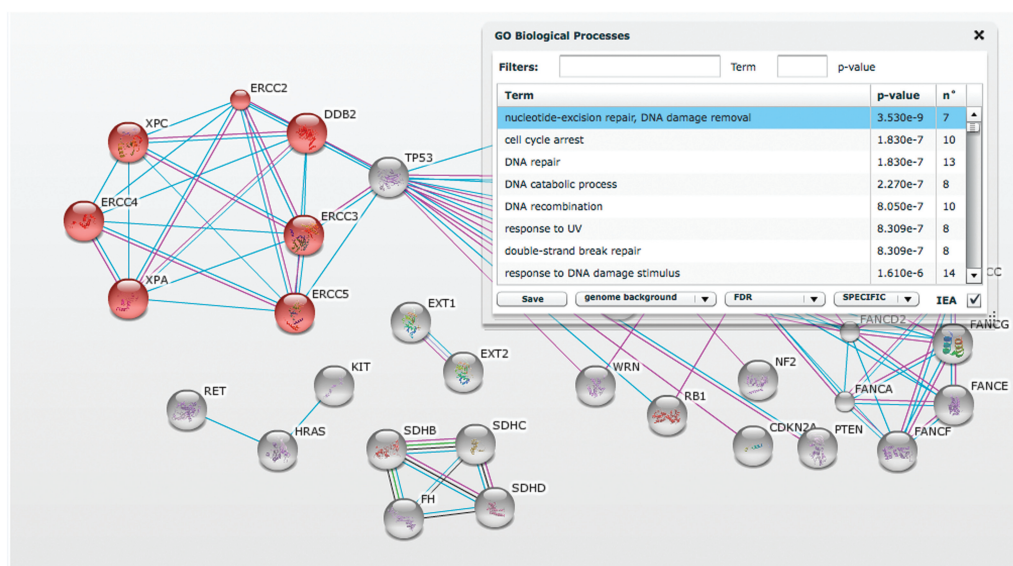 GO Biological Processes
Filters: Term p-value
Term p-value n°
nucleotide-excision repair, DNA damage removal 3.530e-9 7
cell cycle arrest 1.830e-7 10
DNA repair 1.830e-7 13
DNA catabolic process 2.270e-7 8
DNA recombination 8.050e-7 10
response to UV 8.309e-7 8
double-strand break repair 8.309e-7 8
response to DNA damage stimulus 1.610e-6 14
Save genome background FDR SPECIFIC IEA
ERCC2
DDB2
XPC
TP53
ERCC4
ERCC3
XPA
ERCC5
EXT1
EXT2
KIT
RET
HRAS
SDHB
SDHC
FH
SDHD
WRN
RB1
NF2
CDKN2A
PTEN
CC
FANCD2
FANCG
FANCA
FANCE
FANCF